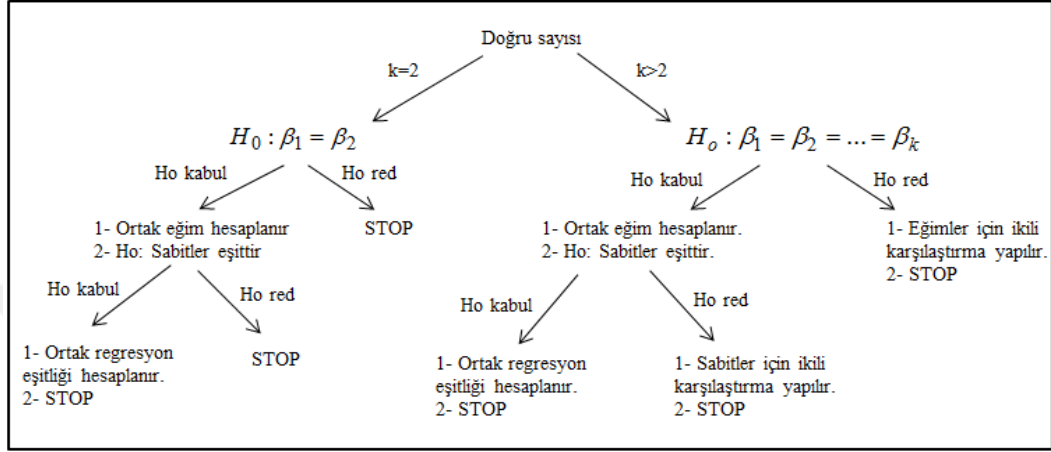 Doğru sayısı
k=2
k>2
H₀ : β₁ = β₂
Hₒ : β₁ = β₂ = ... = βₖ
Ho kabul
Ho red
Ho kabul
Ho red
1- Ortak eğim hesaplanır
2- Ho: Sabitler eşittir
STOP
1- Ortak eğim hesaplanır.
2- Ho: Sabitler eşittir.
1- Eğimler için ikili
karşılaştırma yapılır.
2- STOP
Ho kabul
Ho red
Ho kabul
Ho red
1- Ortak regresyon
eşitliği hesaplanır.
2- STOP
STOP
1- Ortak regresyon
eşitliği hesaplanır.
2- STOP
1- Sabitler için ikili
karşılaştırma yapılır.
2- STOP